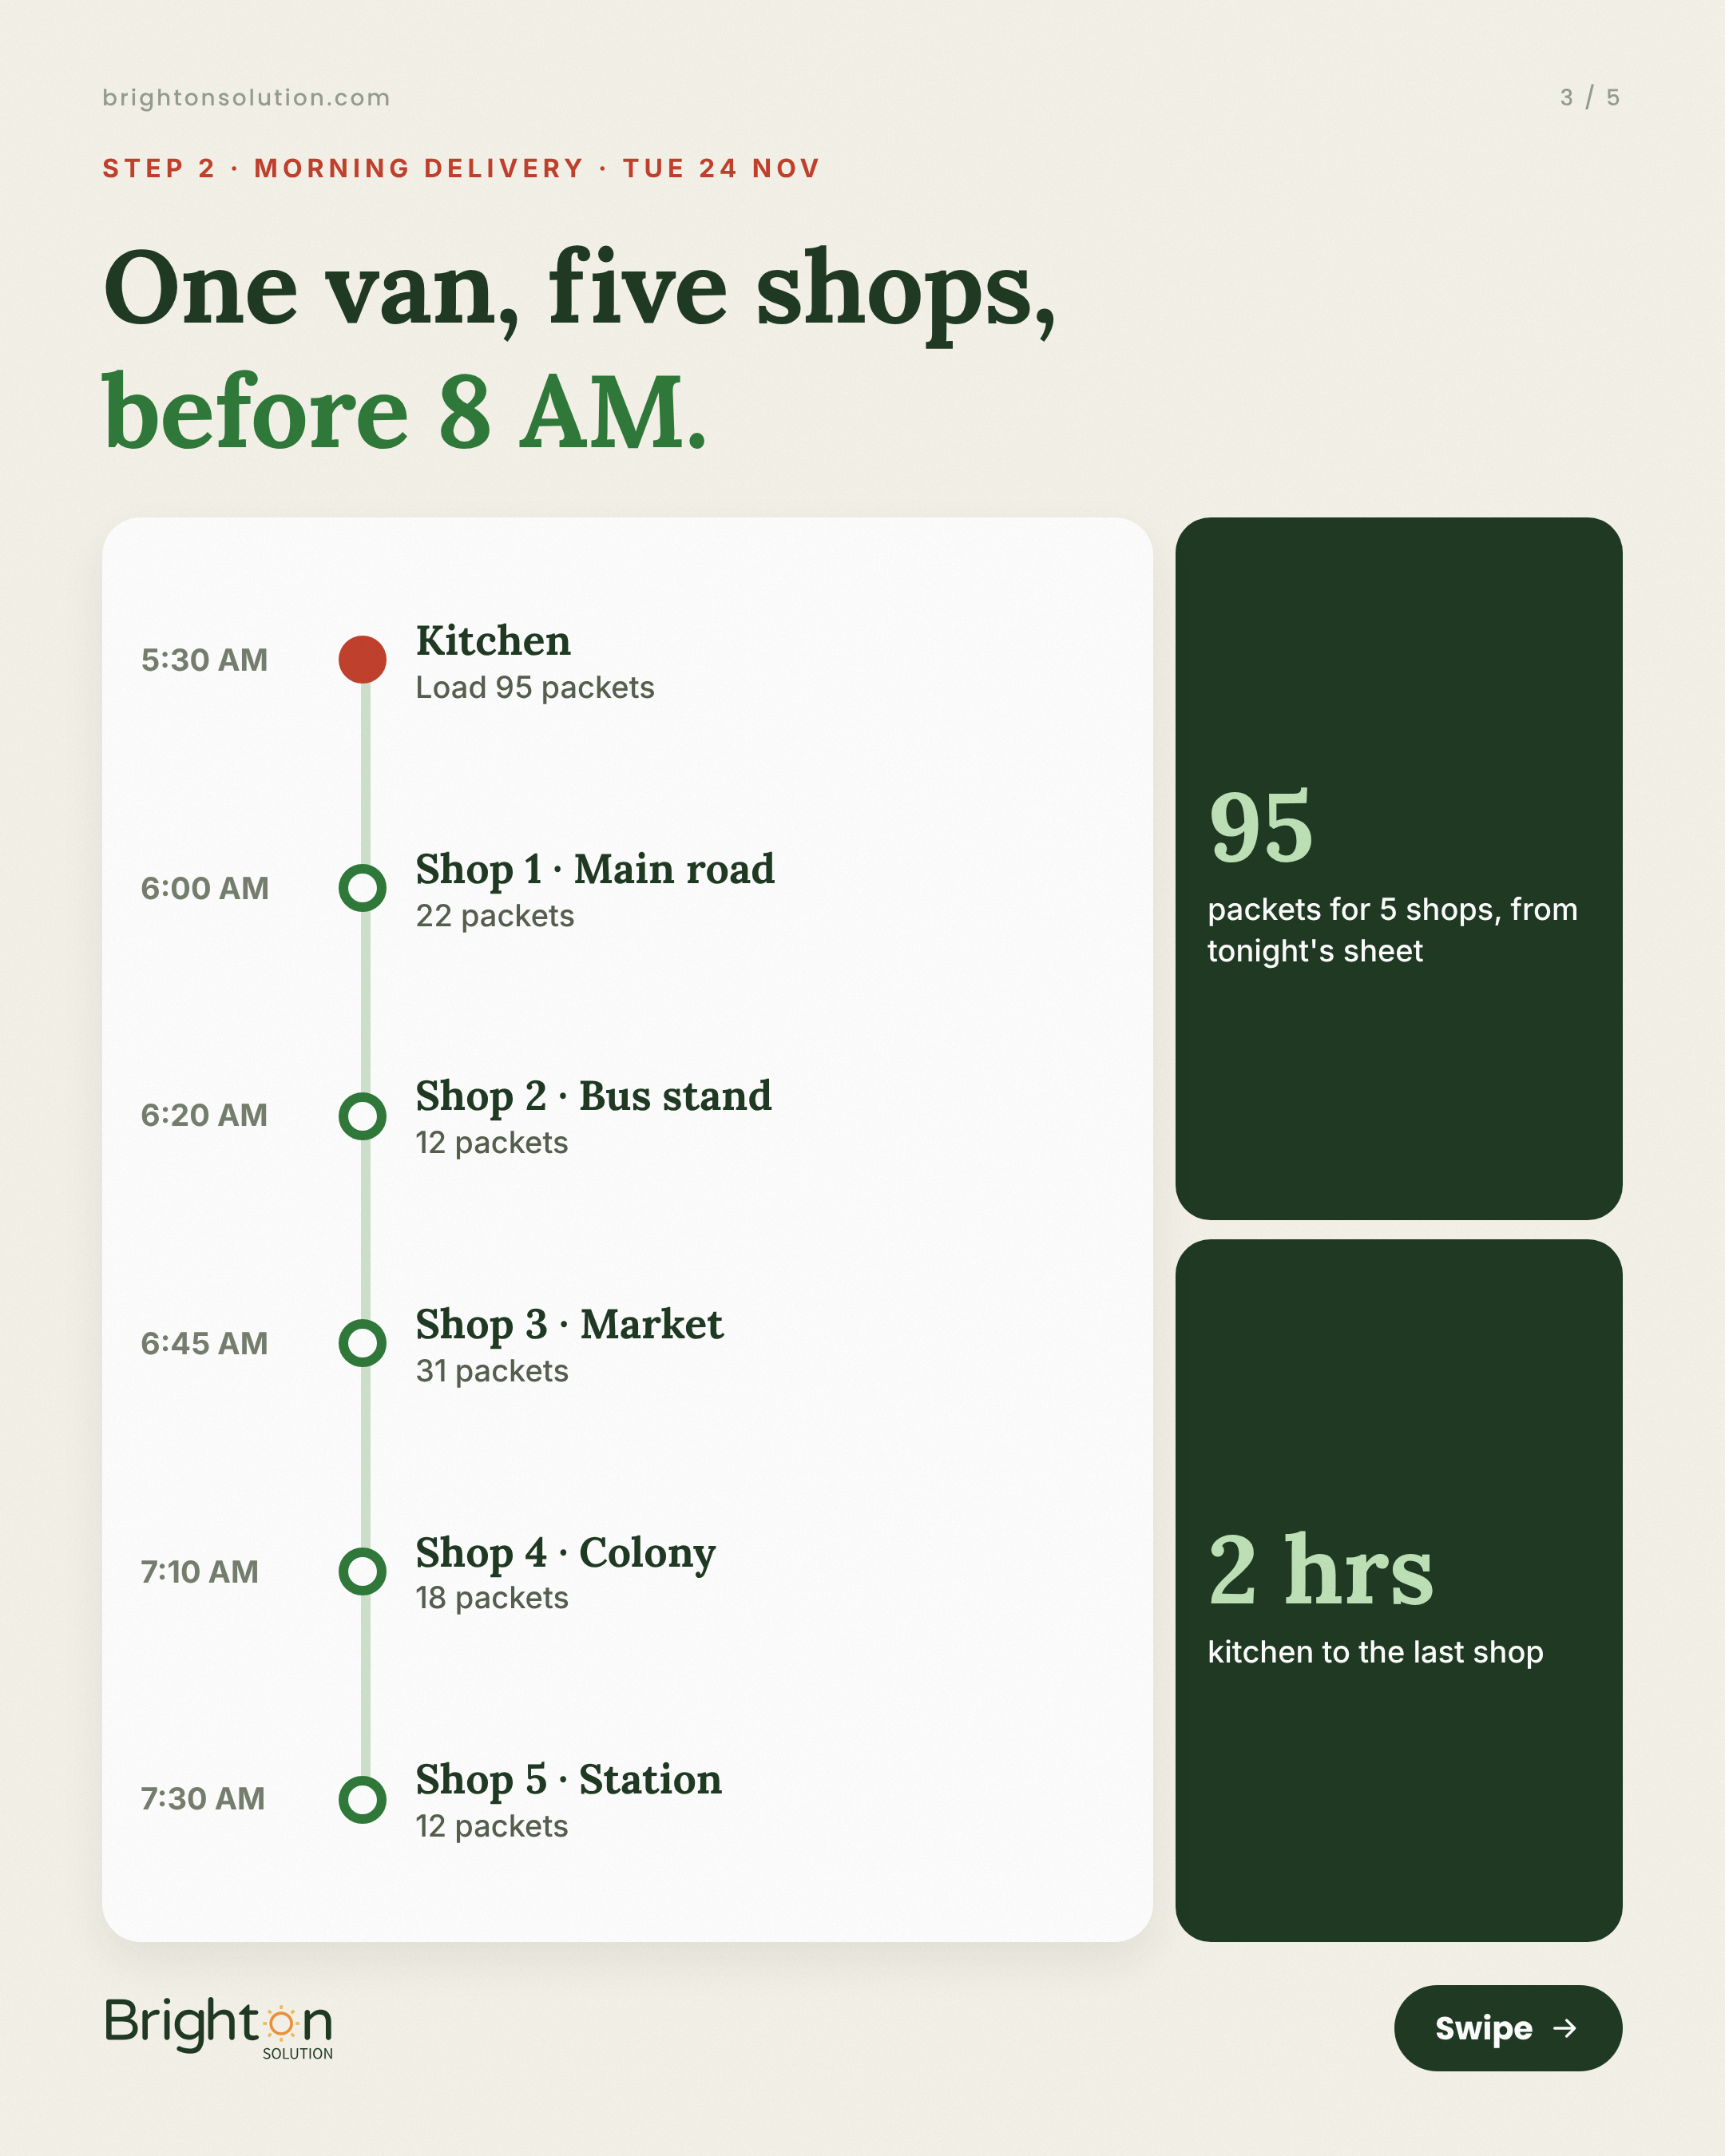 brightonsolution.com
3 / 5
STEP 2 · MORNING DELIVERY · TUE 24 NOV
One van, five shops,
before 8 AM.
5:30 AM
Kitchen
Load 95 packets
6:00 AM
Shop 1 · Main road
22 packets
6:20 AM
Shop 2 · Bus stand
12 packets
6:45 AM
Shop 3 · Market
31 packets
7:10 AM
Shop 4 · Colony
18 packets
7:30 AM
Shop 5 · Station
12 packets
95
packets for 5 shops, from
tonight's sheet
2 hrs
kitchen to the last shop
Brighton
SOLUTION
Swipe →